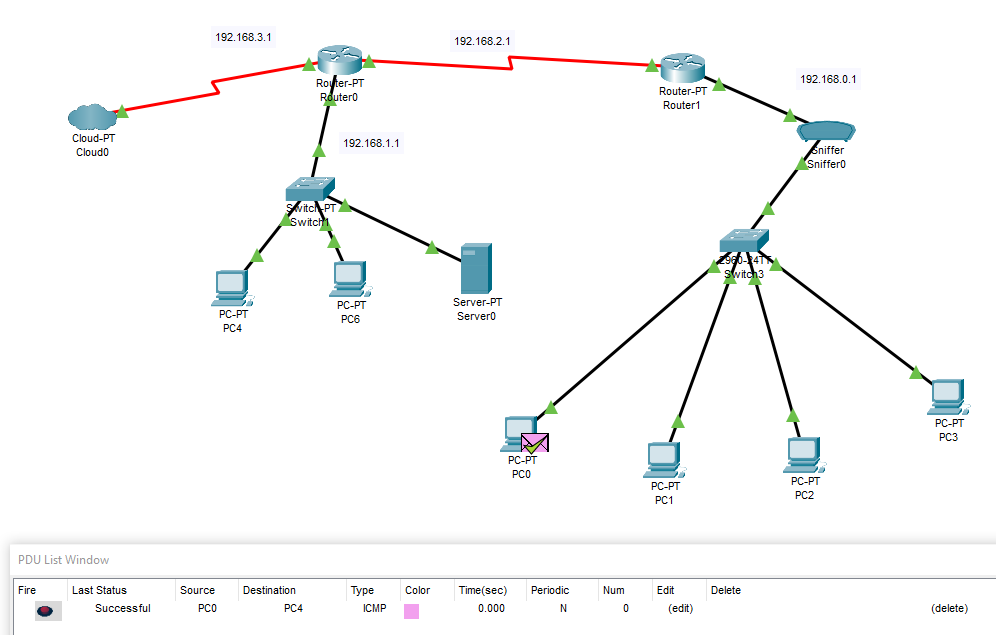 192.168.3.1
192.168.2.1
Router-PT
Router0
Router-PT
Router1
192.168.0.1
Cloud-PT
Cloud0
192.168.1.1
Sniffer
Sniffer0
Switch-PT
Switch1
2960-24TT
Switch3
PC-PT
PC4
PC-PT
PC6
Server-PT
Server0
PC-PT
PC3
PC-PT
PC0
PC-PT
PC1
PC-PT
PC2
PDU List Window
Fire Last Status Source Destination Type Color Time(sec) Periodic Num Edit Delete
Successful PC0 PC4 ICMP 0.000 N 0 (edit) (delete)